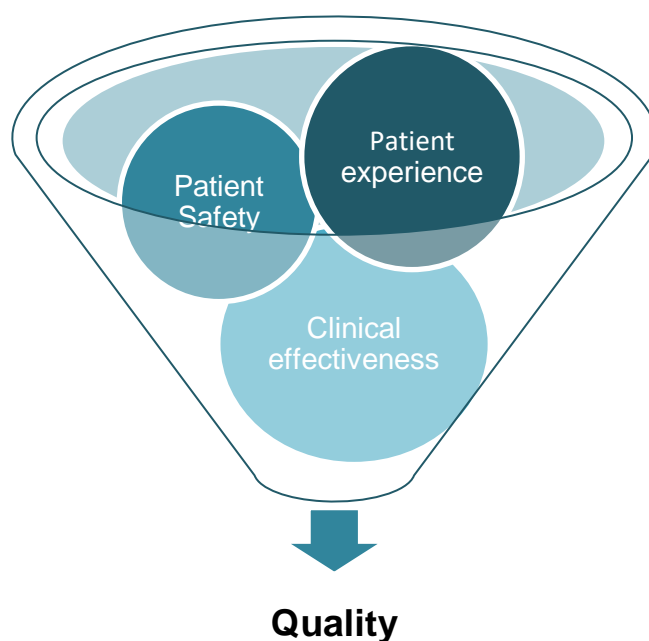 Patient
experience
Patient
Safety
Clinical
effectiveness
Quality